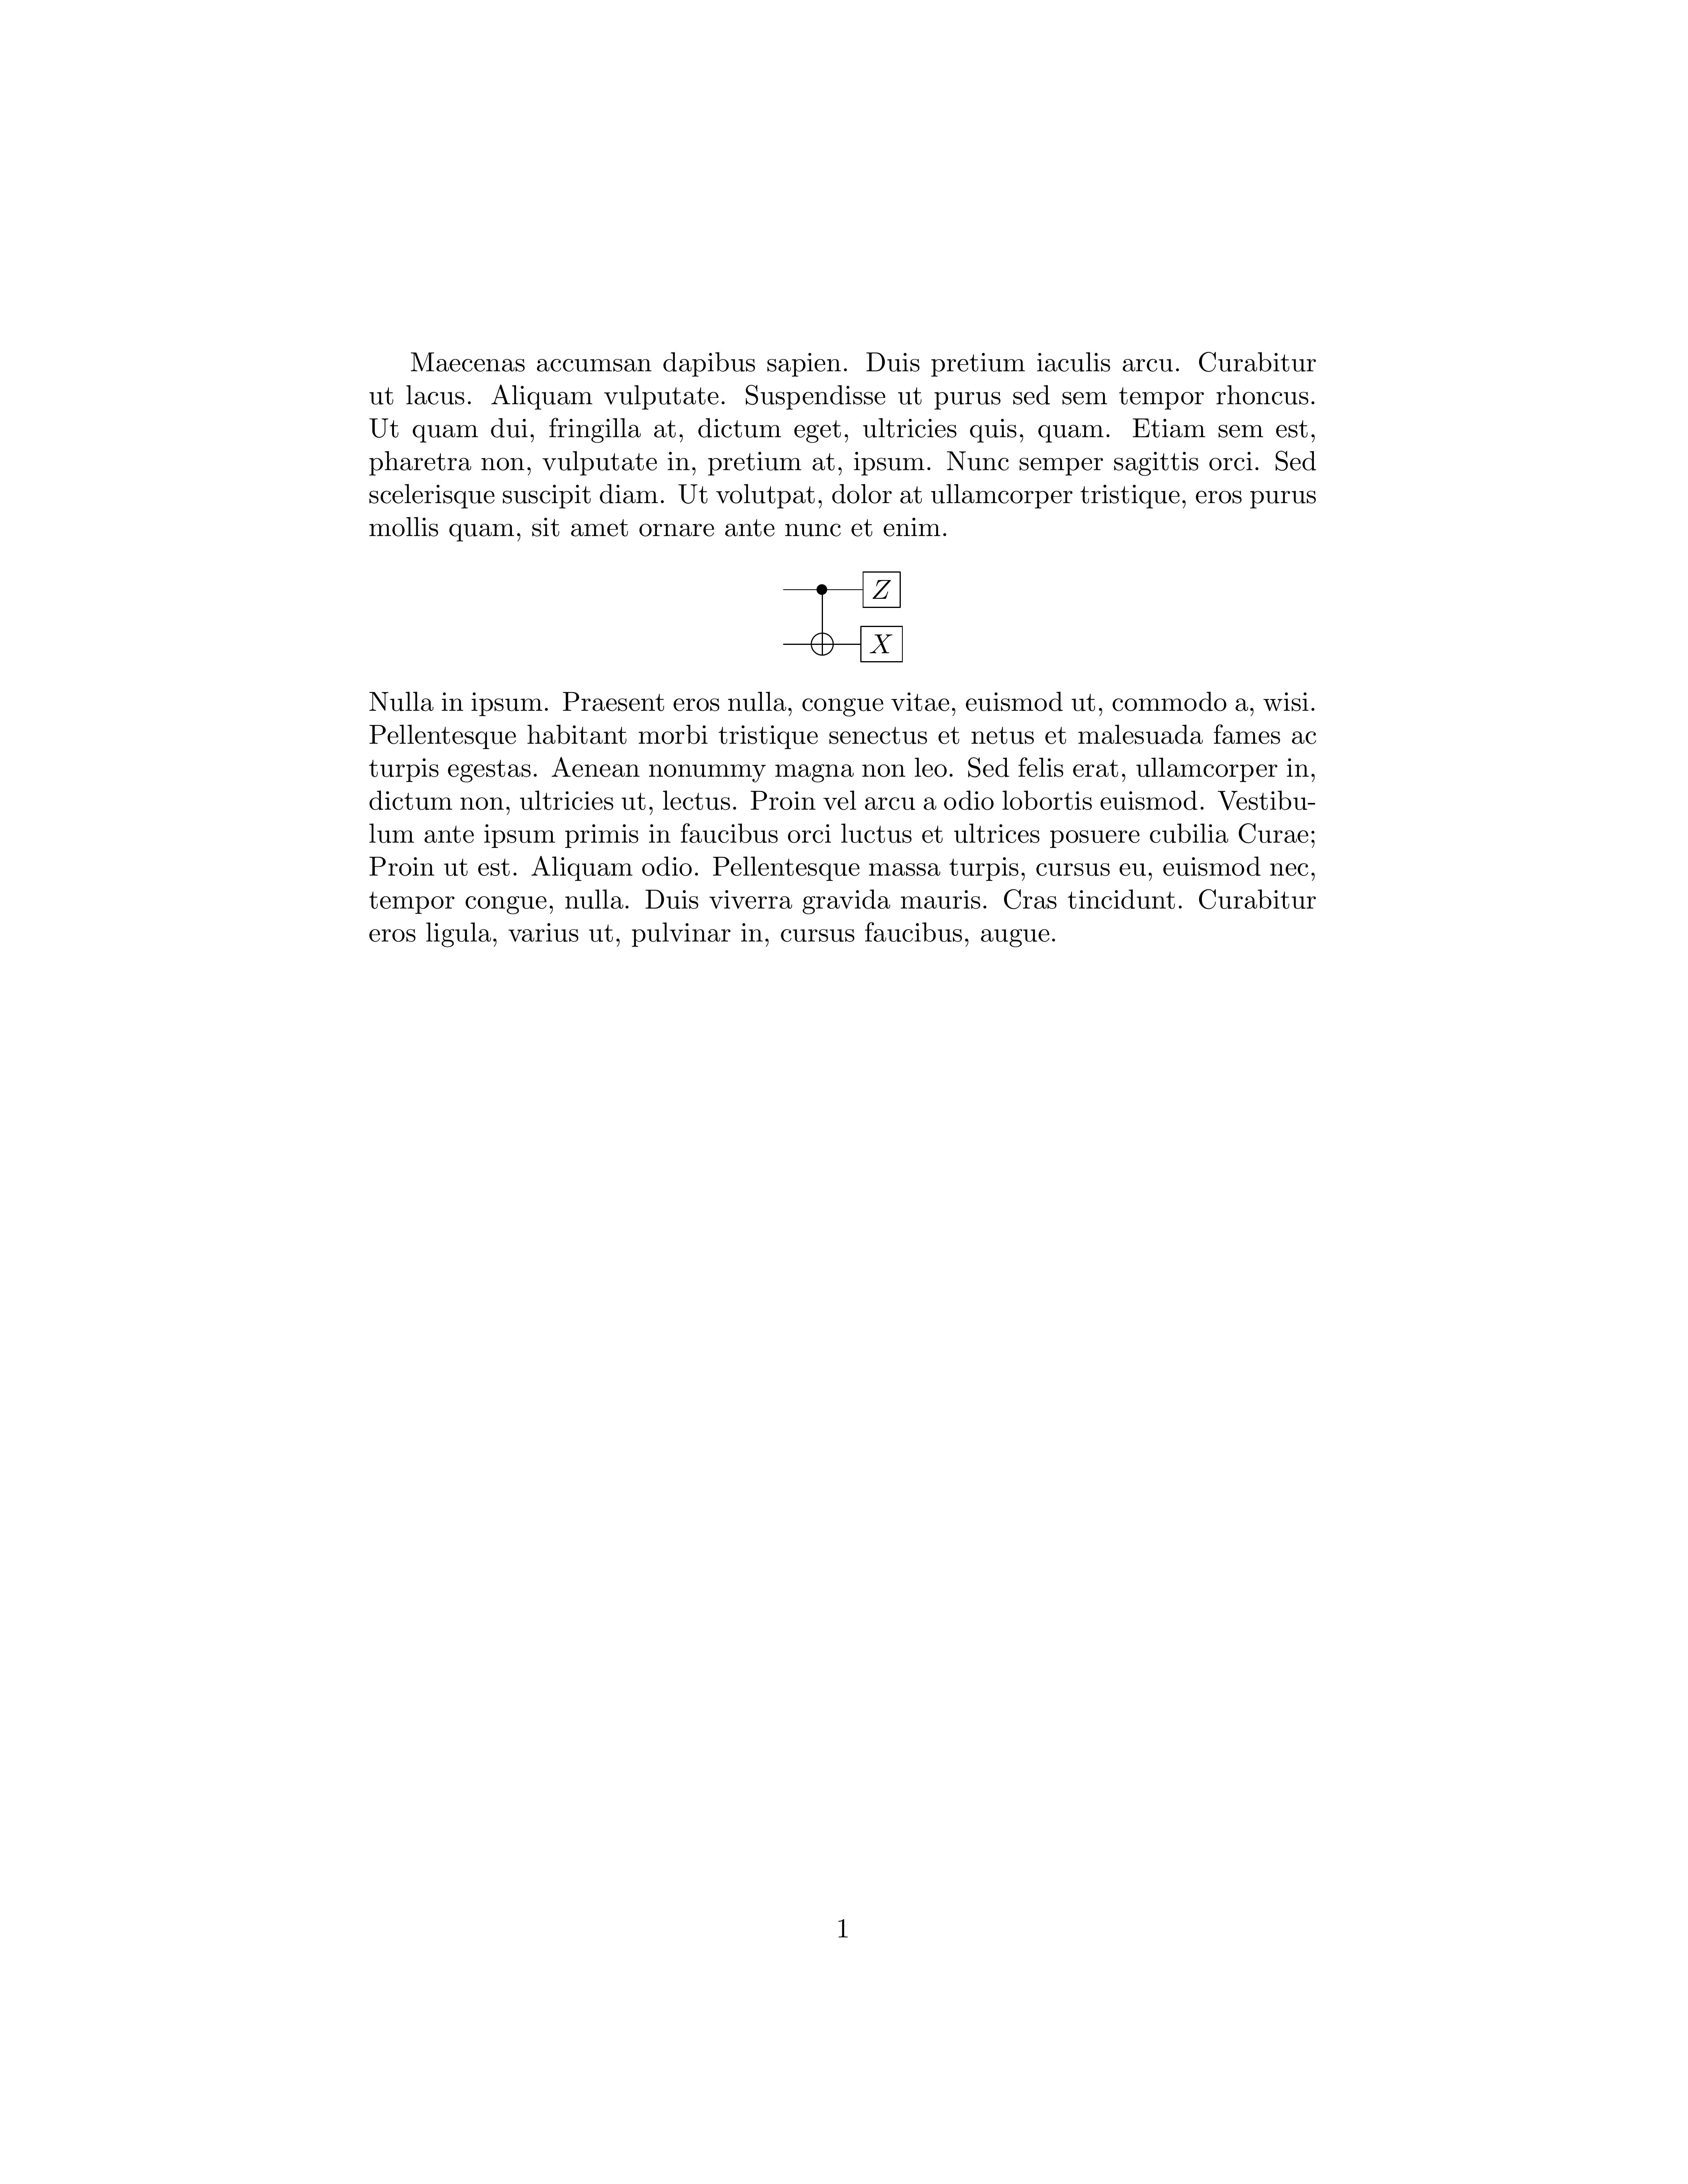 Maecenas accumsan dapibus sapien. Duis pretium iaculis arcu. Curabitur
ut lacus. Aliquam vulputate. Suspendisse ut purus sed sem tempor rhoncus.
Ut quam dui, fringilla at, dictum eget, ultricies quis, quam. Etiam sem est,
pharetra non, vulputate in, pretium at, ipsum. Nunc semper sagittis orci. Sed
scelerisque suscipit diam. Ut volutpat, dolor at ullamcorper tristique, eros purus
mollis quam, sit amet ornare ante nunc et enim.
Z
X
Nulla in ipsum. Praesent eros nulla, congue vitae, euismod ut, commodo a, wisi.
Pellentesque habitant morbi tristique senectus et netus et malesuada fames ac
turpis egestas. Aenean nonummy magna non leo. Sed felis erat, ullamcorper in,
dictum non, ultricies ut, lectus. Proin vel arcu a odio lobortis euismod. Vestibu-
lum ante ipsum primis in faucibus orci luctus et ultrices posuere cubilia Curae;
Proin ut est. Aliquam odio. Pellentesque massa turpis, cursus eu, euismod nec,
tempor congue, nulla. Duis viverra gravida mauris. Cras tincidunt. Curabitur
eros ligula, varius ut, pulvinar in, cursus faucibus, augue.
1